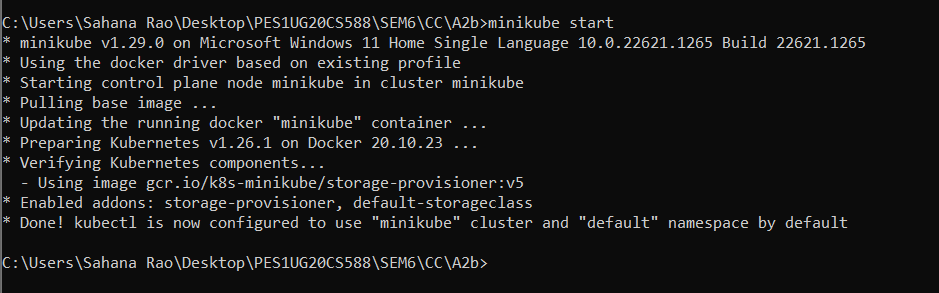 C:\Users\Sahana Rao\Desktop\PES1UG20CS588\SEM6\CC\A2b>minikube start
* minikube v1.29.0 on Microsoft Windows 11 Home Single Language 10.0.22621.1265 Build 22621.1265
* Using the docker driver based on existing profile
* Starting control plane node minikube in cluster minikube
* Pulling base image ...
* Updating the running docker "minikube" container ...
* Preparing Kubernetes v1.26.1 on Docker 20.10.23 ...
* Verifying Kubernetes components...
  - Using image gcr.io/k8s-minikube/storage-provisioner:v5
* Enabled addons: storage-provisioner, default-storageclass
* Done! kubectl is now configured to use "minikube" cluster and "default" namespace by default
C:\Users\Sahana Rao\Desktop\PES1UG20CS588\SEM6\CC\A2b>